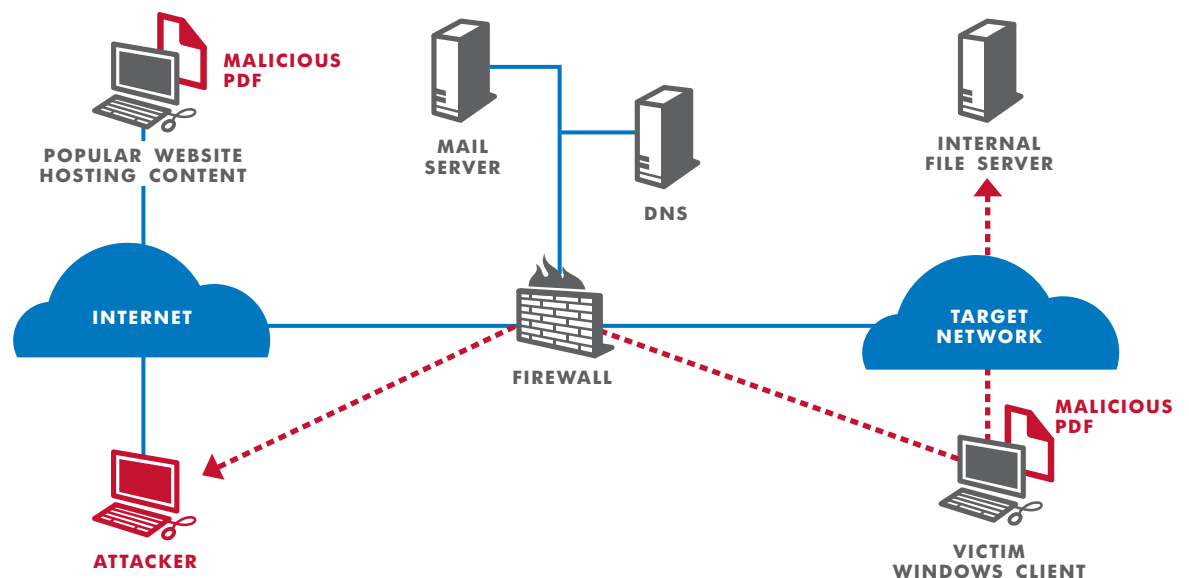 MALICIOUS
PDF
POPULAR WEBSITE
HOSTING CONTENT
MAIL
SERVER
DNS
INTERNAL
FILE SERVER
INTERNET
FIREWALL
TARGET
NETWORK
MALICIOUS
PDF
ATTACKER
VICTIM
WINDOWS CLIENT